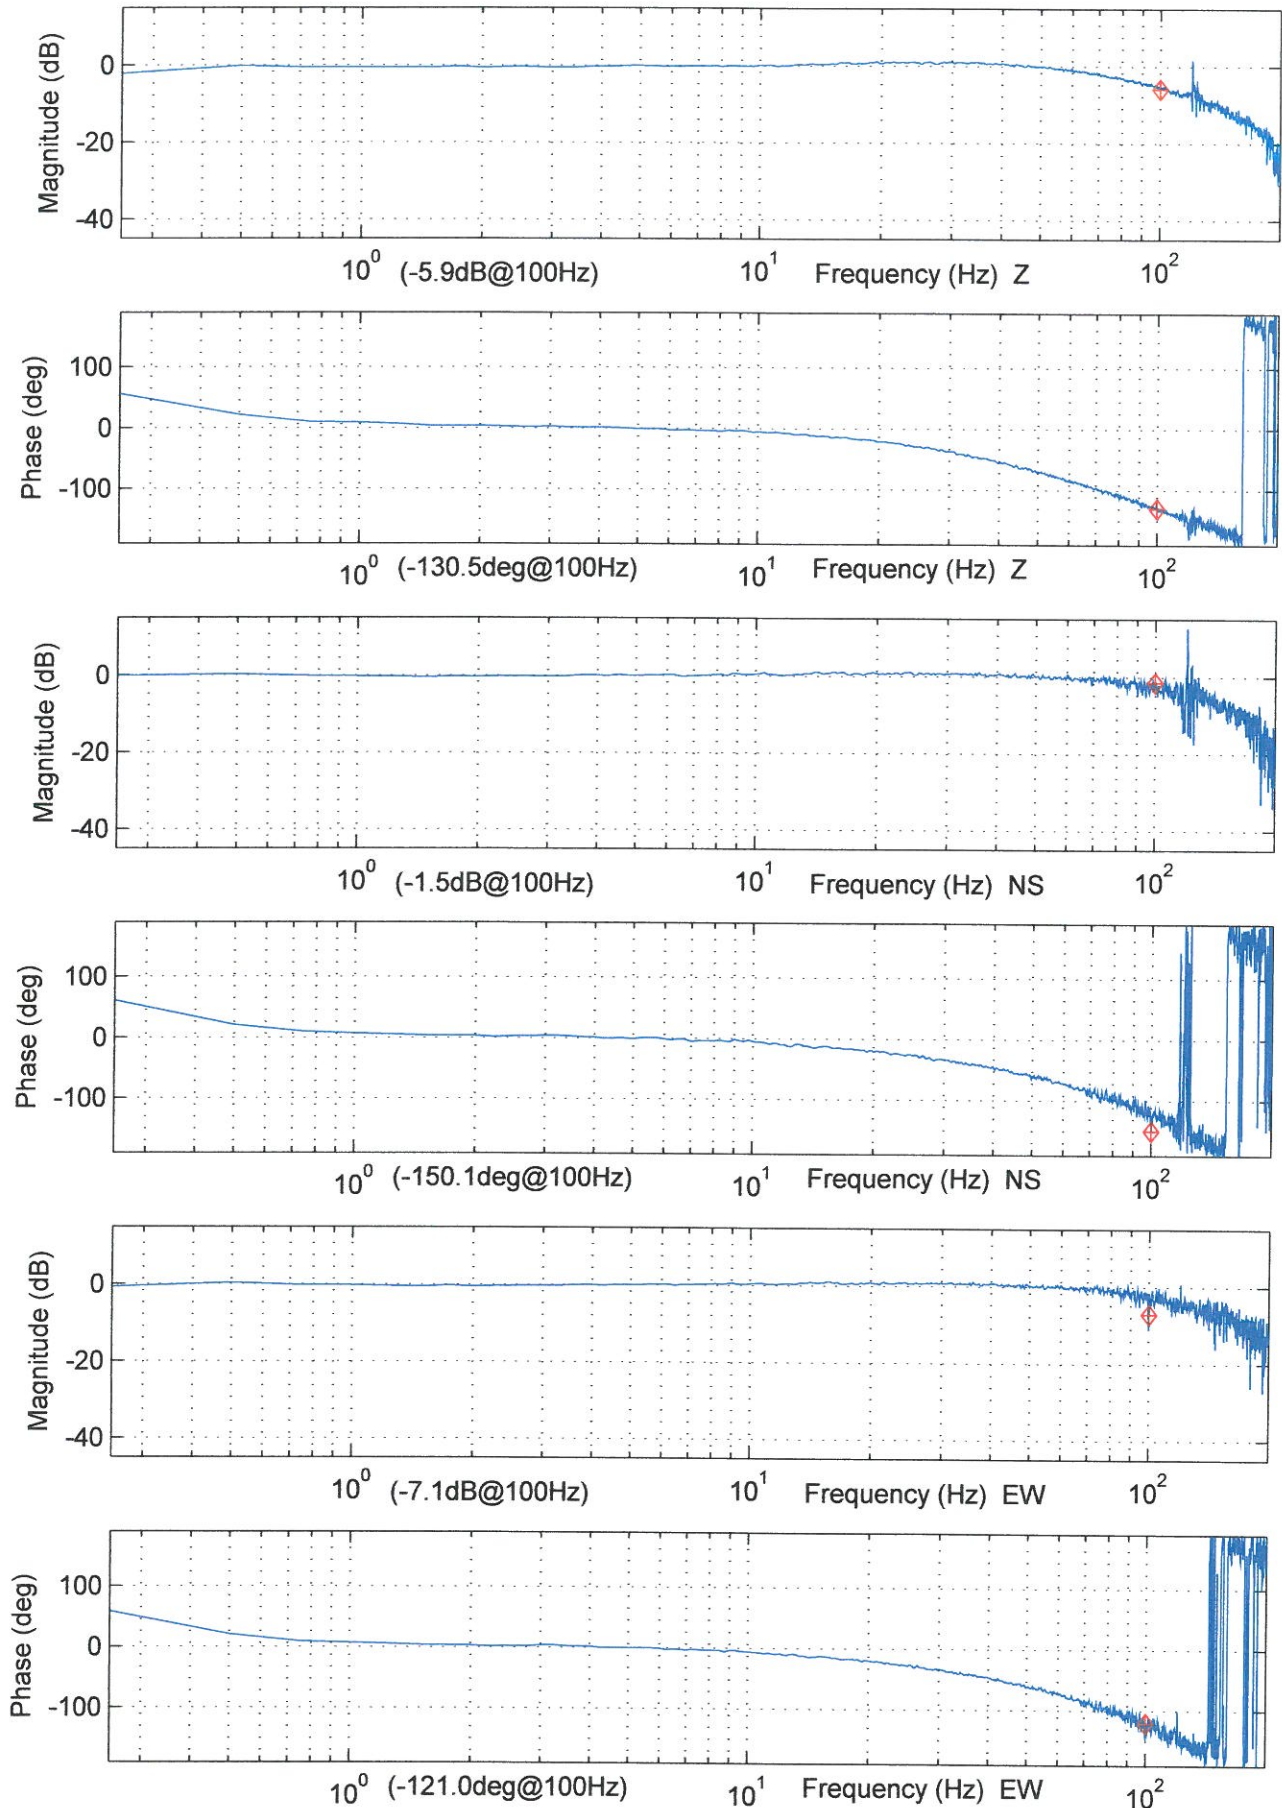 Magnitude (dB)
0
-20
-40
10^0 (-5.9dB@100Hz) 10^1 Frequency (Hz) Z 10^2
Phase (deg)
100
0
-100
10^0 (-130.5deg@100Hz) 10^1 Frequency (Hz) Z 10^2
Magnitude (dB)
0
-20
-40
10^0 (-1.5dB@100Hz) 10^1 Frequency (Hz) NS 10^2
Phase (deg)
100
0
-100
10^0 (-150.1deg@100Hz) 10^1 Frequency (Hz) NS 10^2
Magnitude (dB)
0
-20
-40
10^0 (-7.1dB@100Hz) 10^1 Frequency (Hz) EW 10^2
Phase (deg)
100
0
-100
10^0 (-121.0deg@100Hz) 10^1 Frequency (Hz) EW 10^2